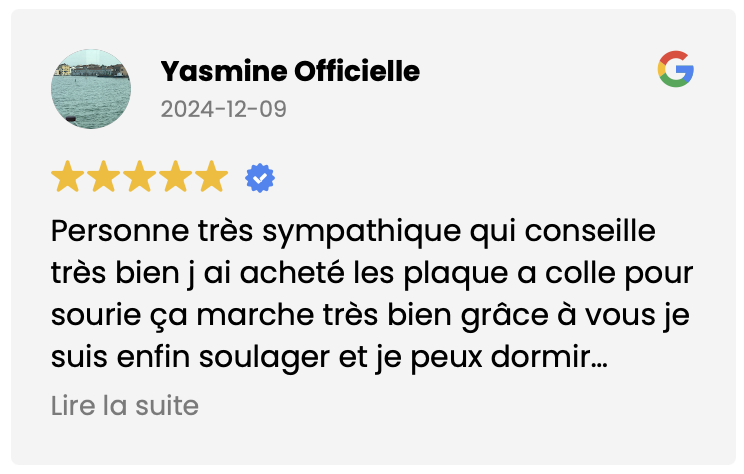 Yasmine Officielle
2024-12-09
Personne très sympathique qui conseille
très bien j ai acheté les plaque a colle pour
sourie ça marche très bien grâce à vous je
suis enfin soulager et je peux dormir...
Lire la suite